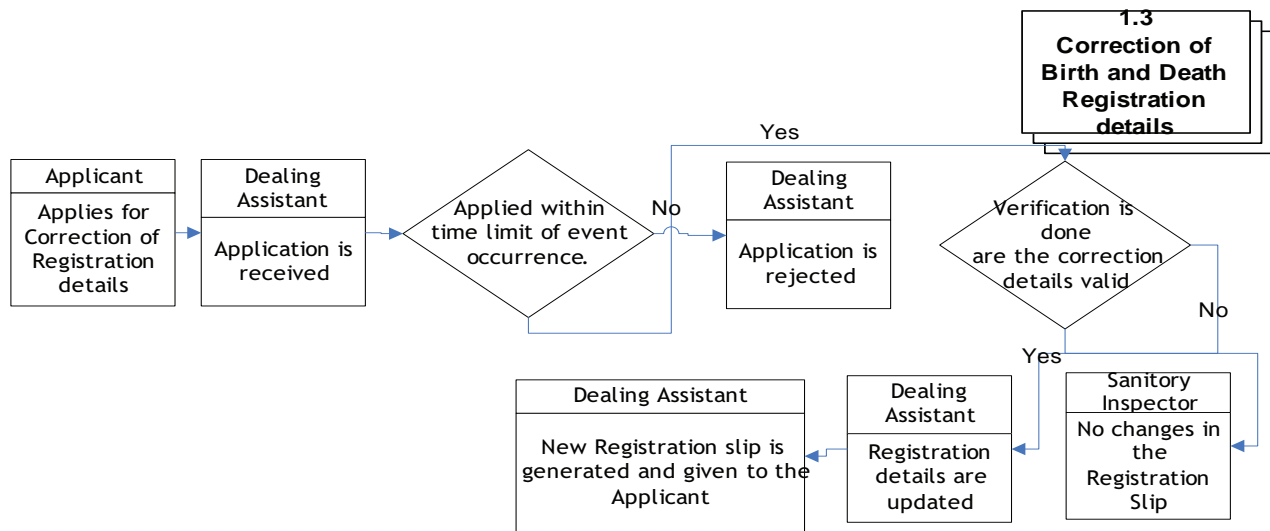 1.3
Correction of
Birth and Death
Registration
details
Applicant
Applies for
Correction of
Registration
details
Dealing
Assistant
Application is
received
Applied within
time limit of event
occurrence.
No
Yes
Dealing
Assistant
Application is
rejected
Verification is
done
are the correction
details valid
No
Yes
Dealing Assistant
New Registration slip is
generated and given to the
Applicant
Dealing
Assistant
Registration
details are
updated
Sanitory
Inspector
No changes in
the
Registration
Slip